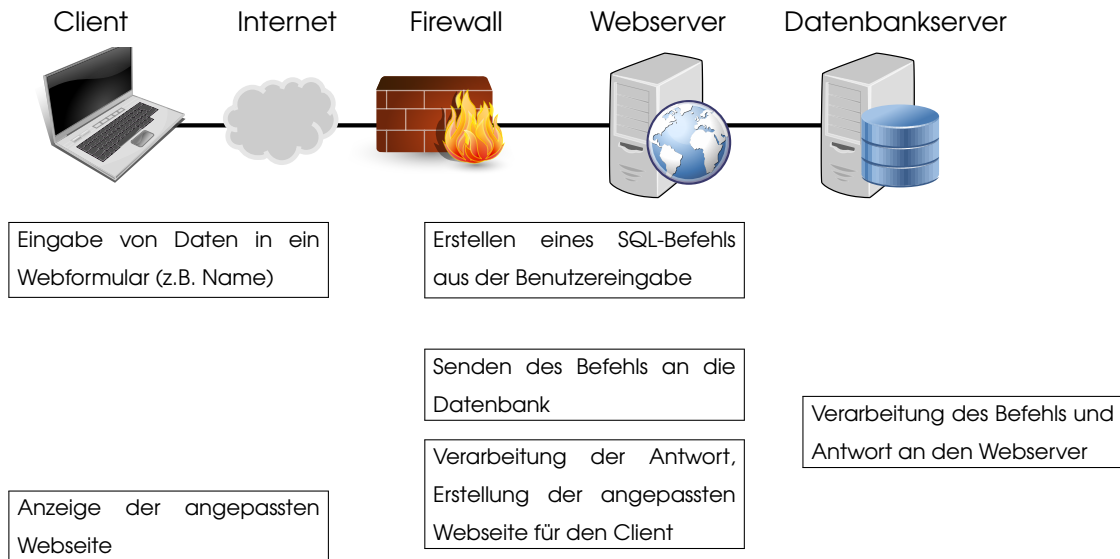 Client Internet Firewall Webserver Datenbankserver
Eingabe von Daten in ein
Webformular (z.B. Name)
Erstellen eines SQL-Befehls
aus der Benutzereingabe
Senden des Befehls an die
Datenbank
Verarbeitung des Befehls und
Antwort an den Webserver
Verarbeitung der Antwort,
Erstellung der angepassten
Webseite für den Client
Anzeige der angepassten
Webseite